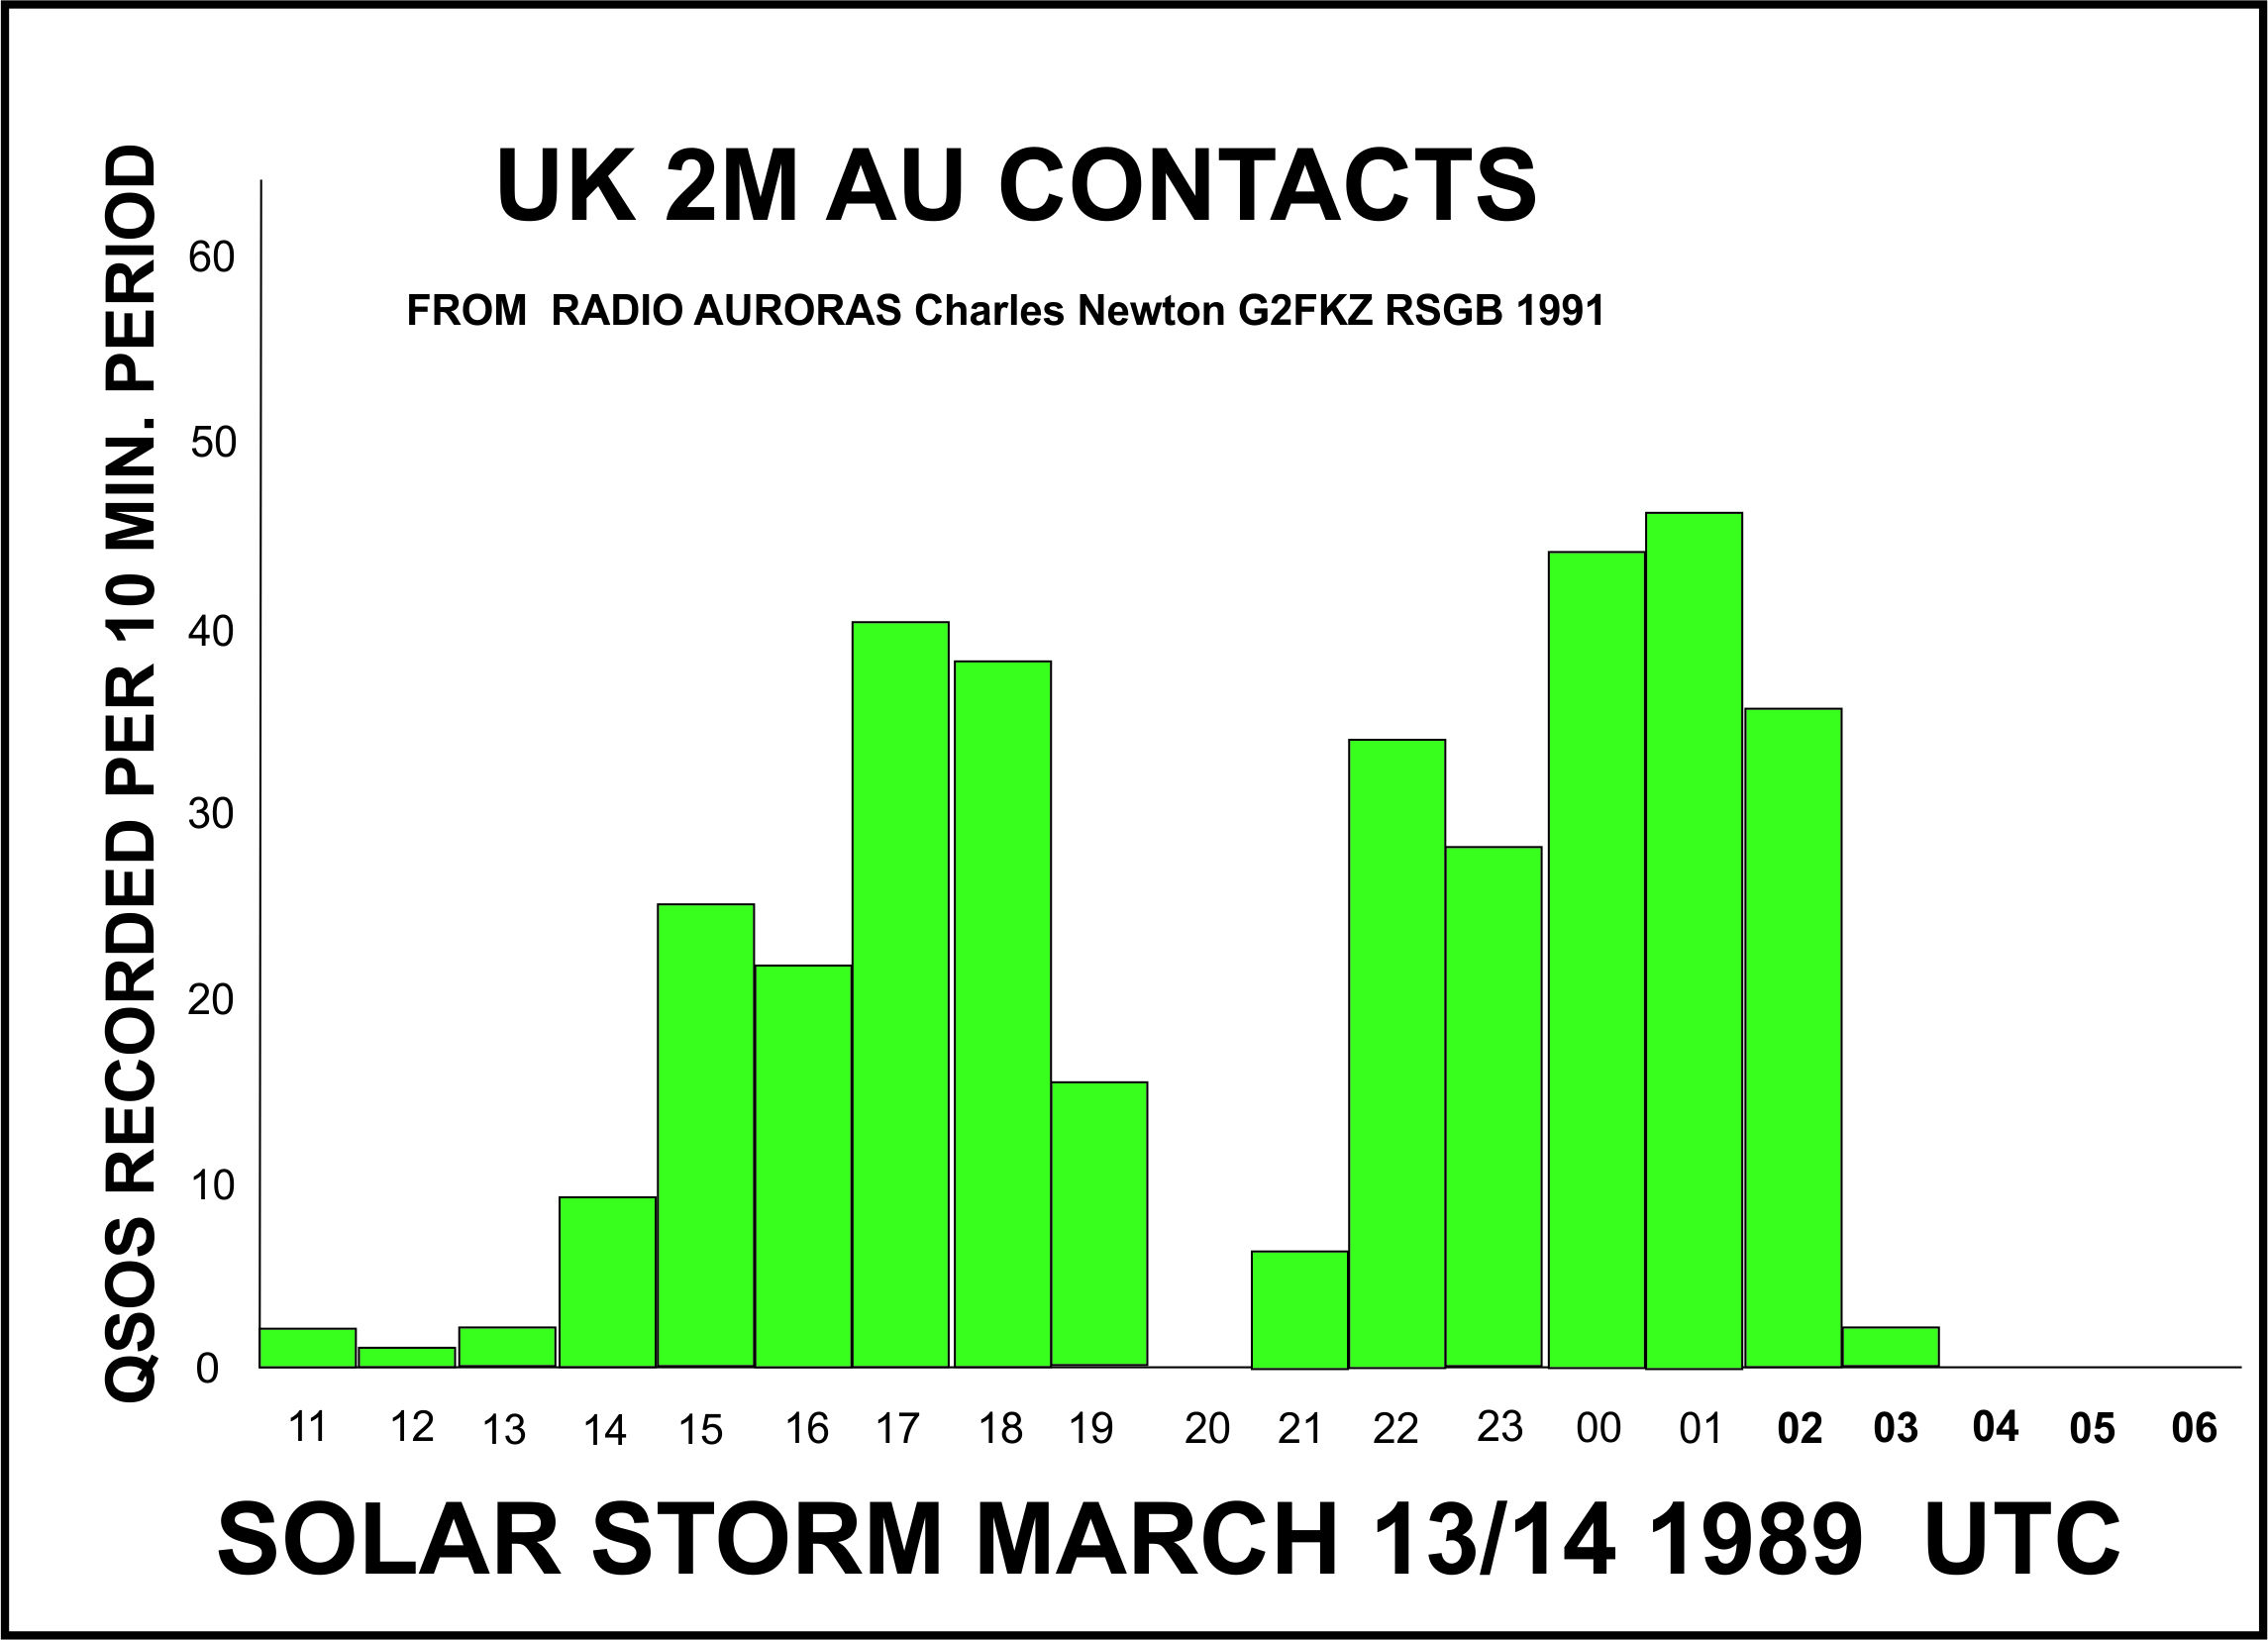 UK 2M AU CONTACTS
FROM  RADIO AURORAS Charles Newton G2FKZ RSGB 1991
QSOS RECORDED PER 10 MIN. PERIOD
60
50
40
30
20
10
0
11 12 13 14 15 16 17 18 19 20 21 22 23 00 01 02 03 04 05 06
SOLAR STORM MARCH 13/14 1989  UTC